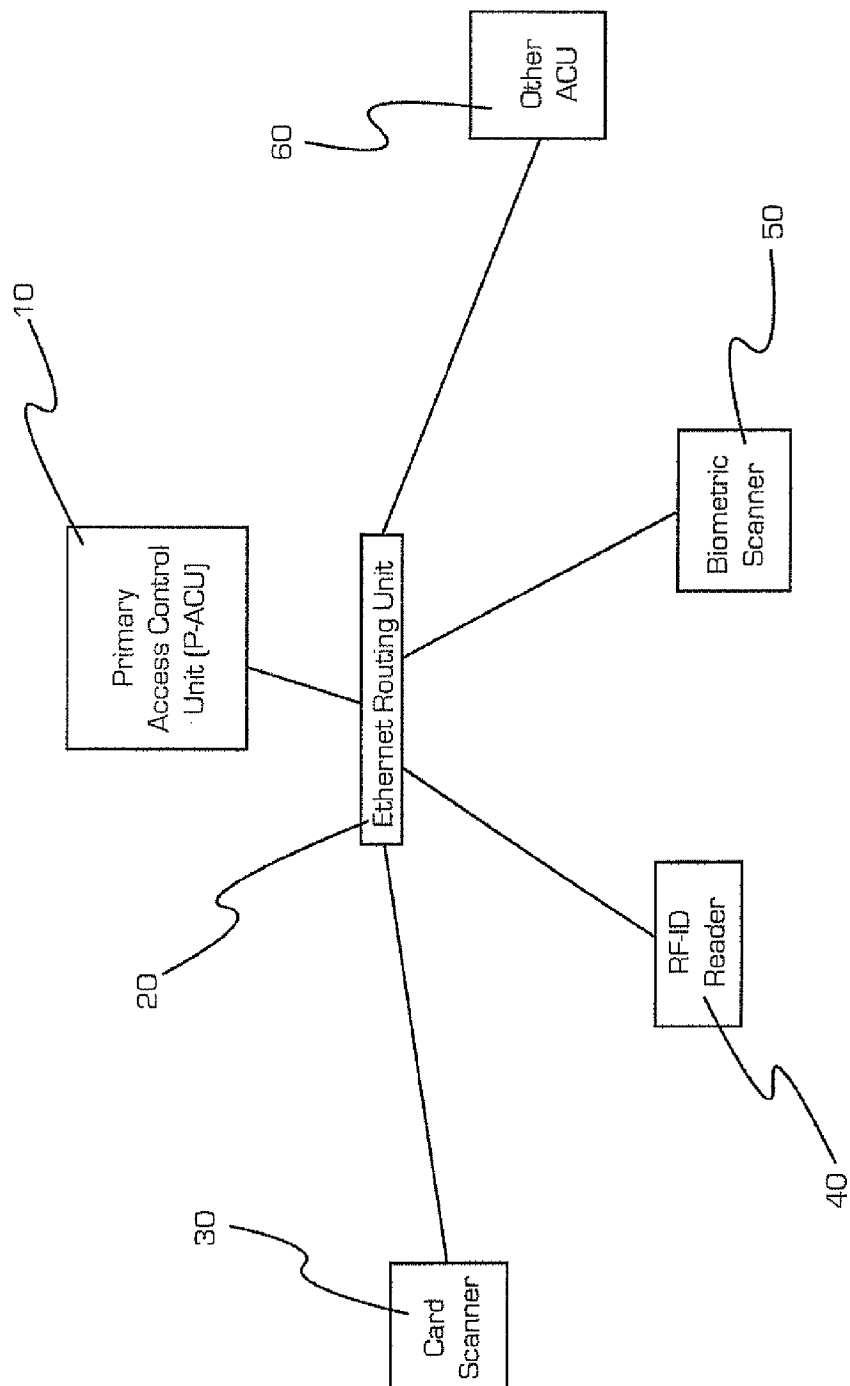 10
Primary
Access Control
Unit (P-ACU)
20
Ethernet Routing Unit
30
Card
Scanner
40
RF-ID
Reader
50
Biometric
Scanner
60
Other
ACU